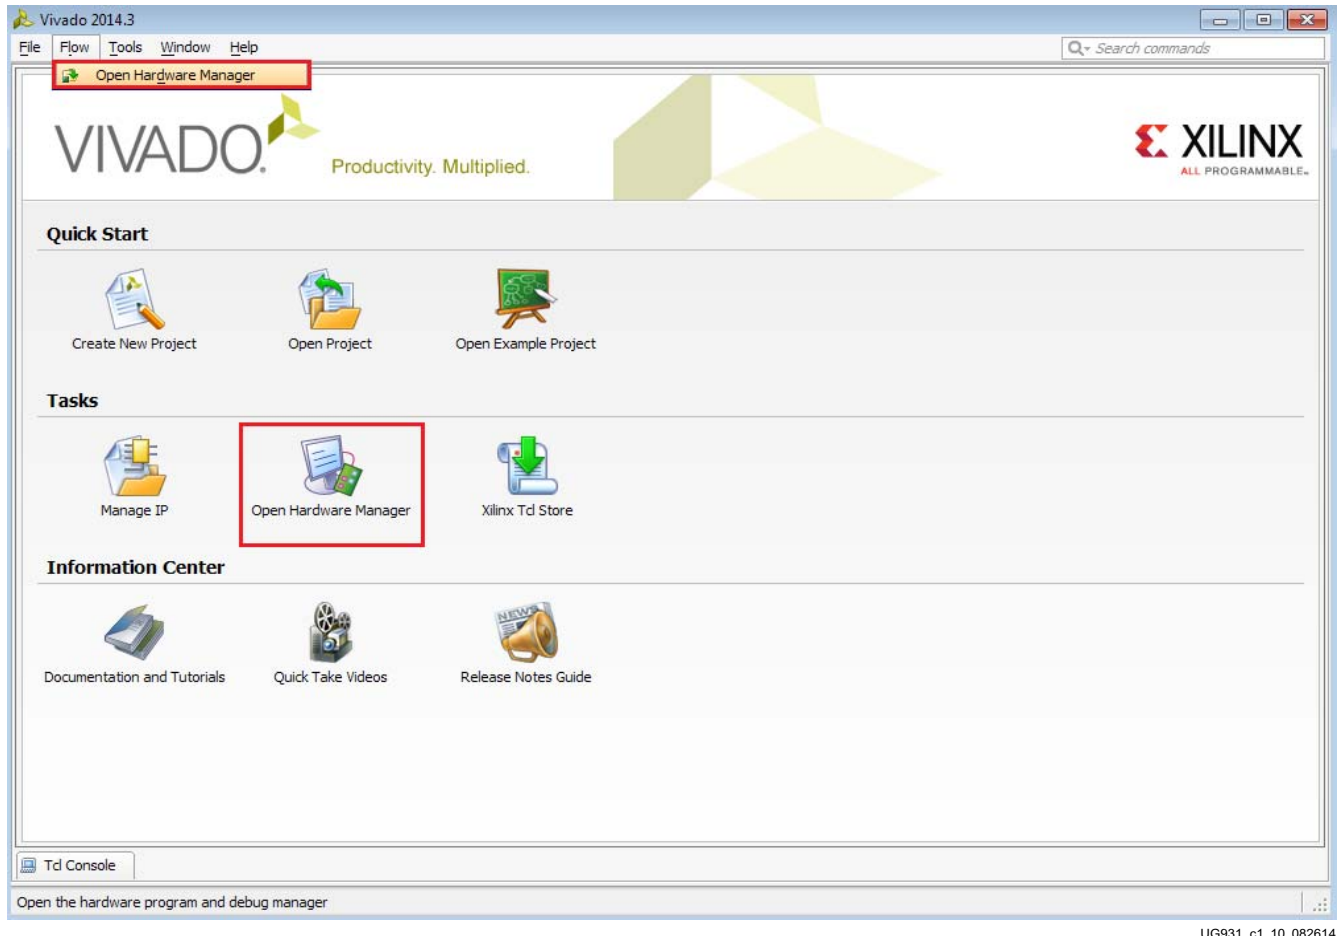 Vivado 2014.3
File Flow Tools Window Help
Search commands
Open Hardware Manager
VIVADO.
Productivity. Multiplied.
XILINX
ALL PROGRAMMABLE™
Quick Start
Create New Project
Open Project
Open Example Project
Tasks
Manage IP
Open Hardware Manager
Xilinx Tcl Store
Information Center
NEWS
Documentation and Tutorials
Quick Take Videos
Release Notes Guide
Tcl Console
Open the hardware program and debug manager
UG931_c1_10_082614